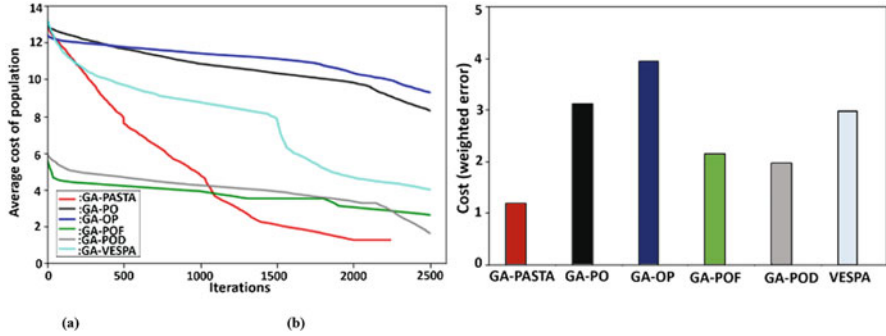 Average cost of population
14
12
10
8
6
4
2
0
0 500 1000 1500 2000 2500
Iterations
:GA-PASTA
:GA-PO
:GA-OP
:GA-POF
:GA-POD
:GA-VESPA
(a) (b)
Cost (weighted error)
5
4
3
2
1
0
GA-PASTA GA-PO GA-OP GA-POF GA-POD VESPA